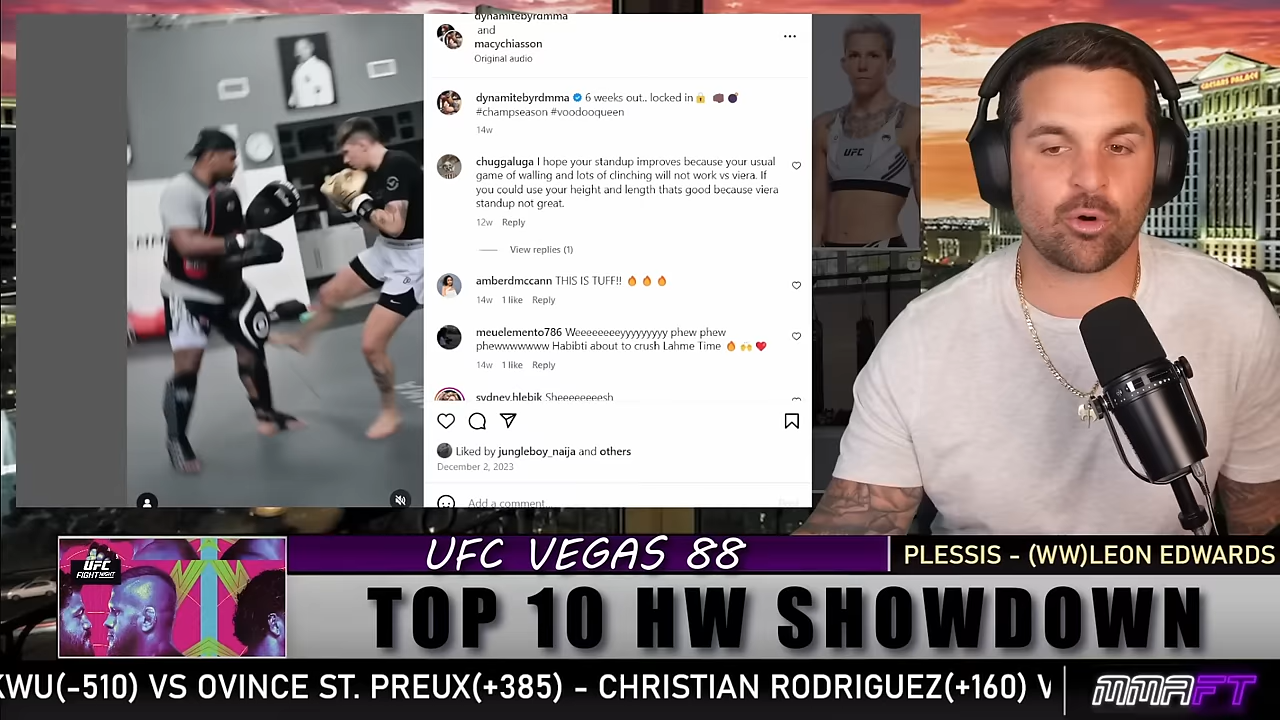 dynamitebyrdmma
and
macychiasson
Original audio
dynamitebyrdmma 6 weeks out.. locked in
#champseason #voodooqueen
14w
chuggaluga I hope your standup improves because your usual
game of walling and lots of clinching will not work vs viera. If
you could use your height and length thats good because viera
standup not great.
12w Reply
View replies (1)
amberdmccann THIS IS TUFF!!
14w 1 like Reply
meuelemento786 Weeeeeeeyyyyyyyyy phew phew
phewwwwwww Habibti about to crush Lahme Time
14w 1 like Reply
sydney.hlebik Sheeeeeeesh
Liked by jungleboy_naija and others
December 2, 2023
Add a comment...
UFC
CAESARS PALACE
UFC
FIGHT NIGHT
UFC VEGAS 88
PLESSIS - (WW)LEON EDWARDS
TOP 10 HW SHOWDOWN
KWU(-510) VS OVINCE ST. PREUX(+385) - CHRISTIAN RODRIGUEZ(+160) V
MMAFT